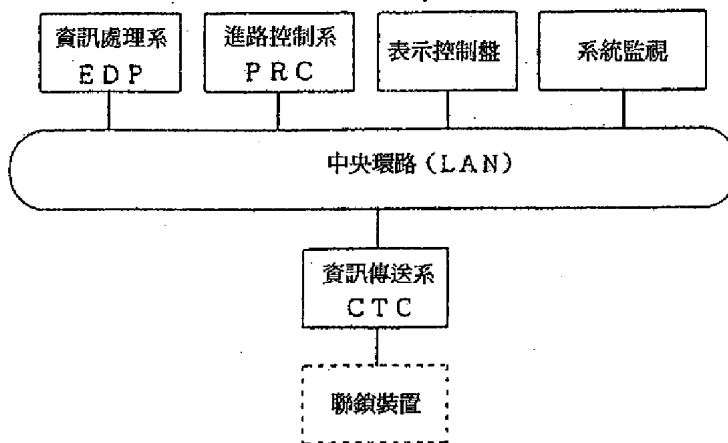 資訊處理系
EDP
進路控制系
PRC
表示控制盤
系統監視
中央環路(LAN)
資訊傳送系
CTC
聯鎖裝置